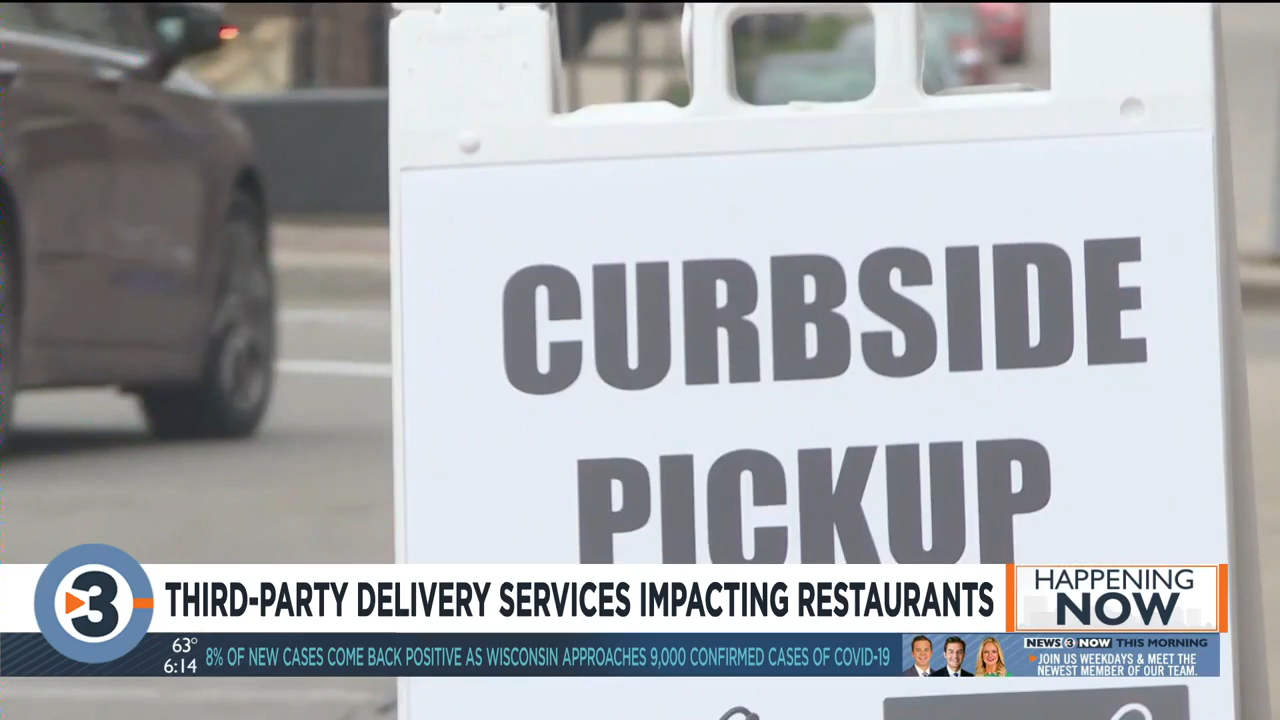 CURBSIDE
PICKUP
3
THIRD-PARTY DELIVERY SERVICES IMPACTING RESTAURANTS
HAPPENING
NOW
63°
6:14
8% OF NEW CASES COME BACK POSITIVE AS WISCONSIN APPROACHES 9,000 CONFIRMED CASES OF COVID-19
NEWS 3 NOW THIS MORNING
JOIN US WEEKDAYS & MEET THE
NEWEST MEMBER OF OUR TEAM.